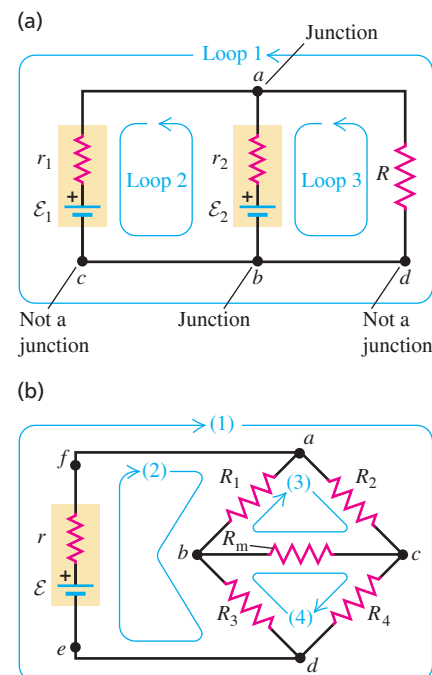 (a)
Junction
Loop 1
a
r1
r2
R
Loop 2
Loop 3
+
+
ℰ1
ℰ2
c
b
d
Not a
junction
Junction
Not a
junction
(b)
(1)
a
f
(2)
R1
R2
(3)
r
Rm
b
c
+
ℰ
R3
R4
(4)
e
d